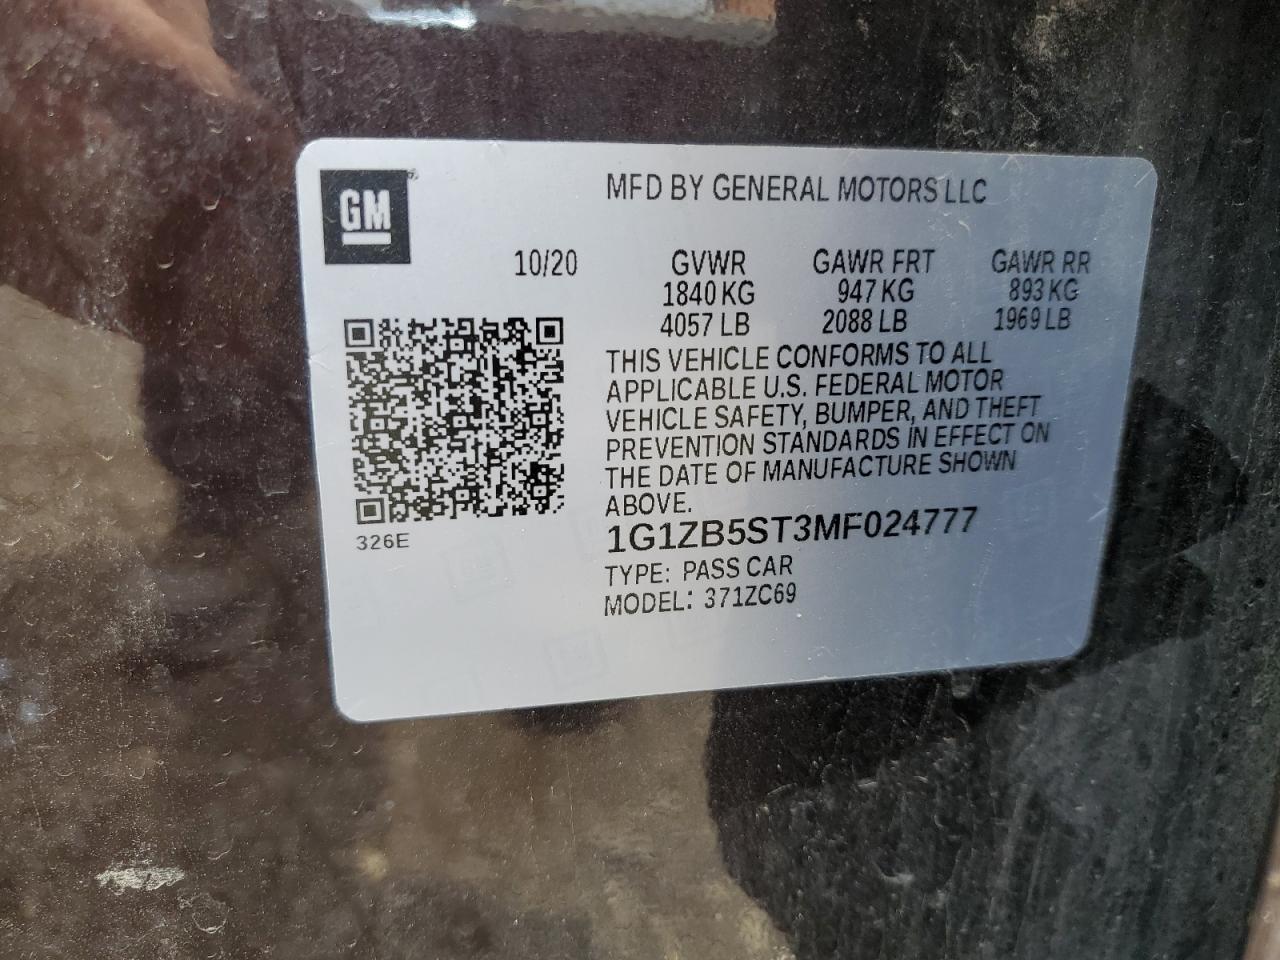 GM
MFD BY GENERAL MOTORS LLC
10/20
GVWR GAWR FRT GAWR RR
1840 KG 947 KG 893 KG
4057 LB 2088 LB 1969 LB
THIS VEHICLE CONFORMS TO ALL
APPLICABLE U.S. FEDERAL MOTOR
VEHICLE SAFETY, BUMPER, AND THEFT
PREVENTION STANDARDS IN EFFECT ON
THE DATE OF MANUFACTURE SHOWN
ABOVE.
1G1ZB5ST3MF024777
TYPE: PASS CAR
MODEL: 371ZC69
326E